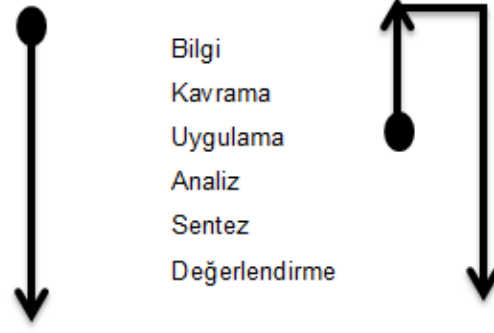 Bilgi
Kavrama
Uygulama
Analiz
Sentez
Değerlendirme